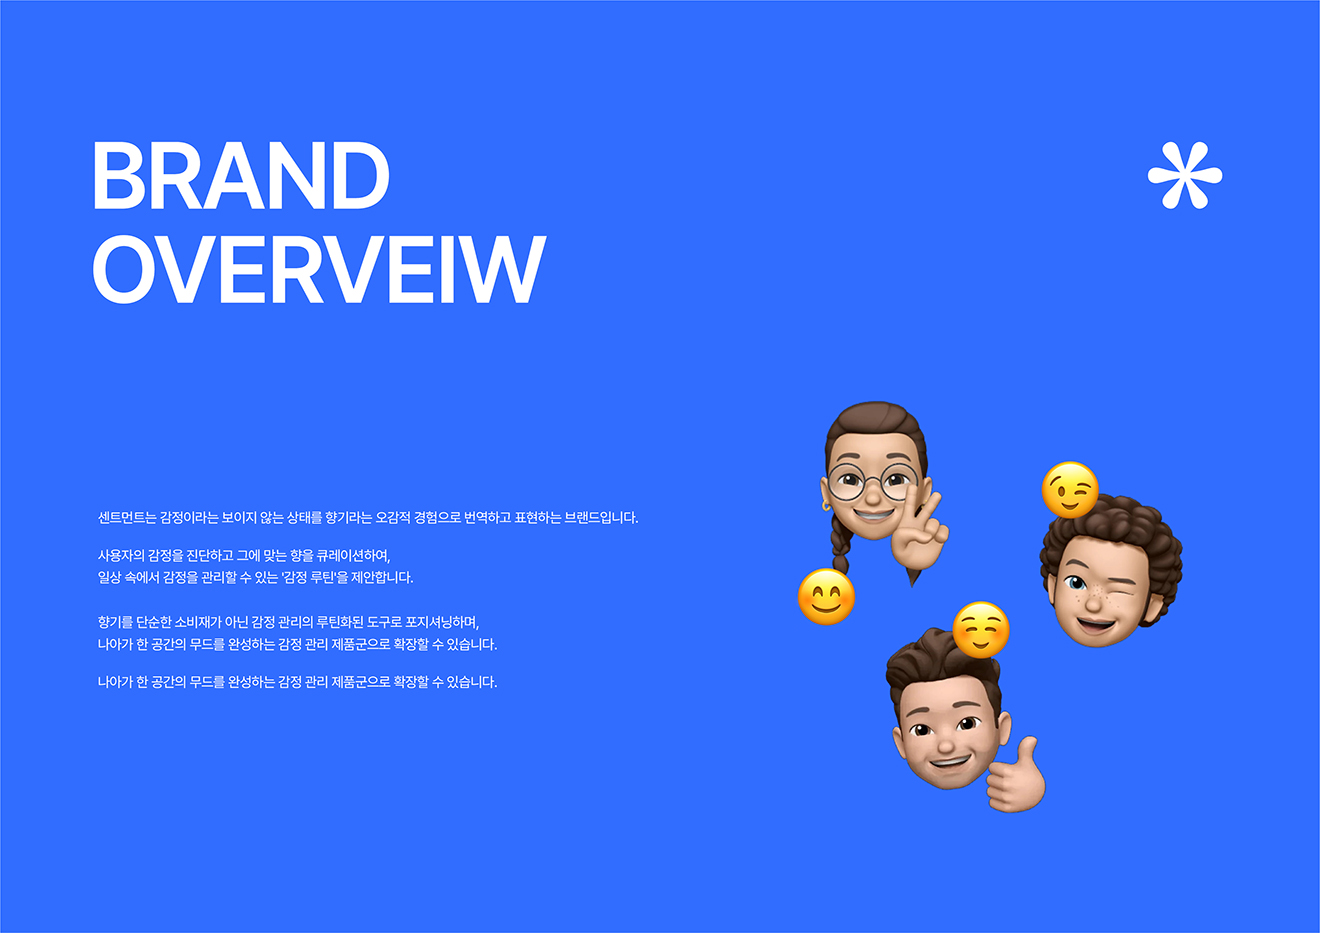 BRAND
OVERVEIW
센트먼트는 감정이라는 보이지 않는 상태를 향기라는 오감적 경험으로 번역하고 표현하는 브랜드입니다.
사용자의 감정을 진단하고 그에 맞는 향을 큐레이션하여,
일상 속에서 감정을 관리할 수 있는 '감정 루틴'을 제안합니다.
향기를 단순한 소비재가 아닌 감정 관리의 루틴화된 도구로 포지셔닝하며,
나아가 한 공간의 무드를 완성하는 감정 관리 제품군으로 확장할 수 있습니다.
나아가 한 공간의 무드를 완성하는 감정 관리 제품군으로 확장할 수 있습니다.